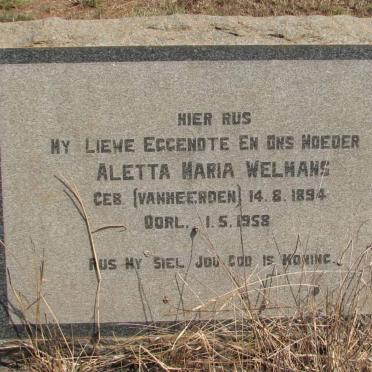 HIER RUS
MY LIEWE EGGENOTE EN ONS MOEDER
ALETTA MARIA WELMANS
GEB. (VANHEERDEN) 14.8.1894
OORL. 1.5.1958
RUS MY SIEL JOU GOD IS KONING.